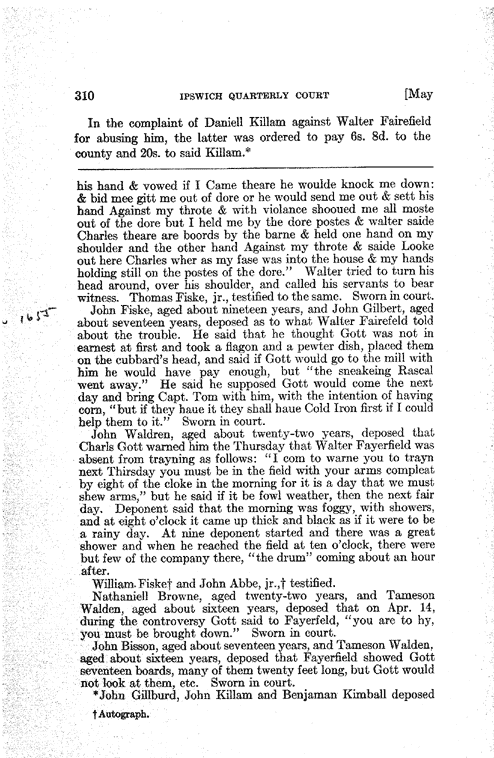 310 IPSWICH QUARTERLY COURT [May
In the complaint of Daniell Killam against Walter Fairefield
for abusing him, the latter was ordered to pay 6s. 8d. to the
county and 20s. to said Killam.*
his hand & vowed if I Came theare he woulde knock me down:
& bid mee gitt me out of dore or he would send me out & sett his
hand Against my throte & with violance shooued me all moste
out of the dore but I held me by the dore postes & walter saide
Charles theare are boords by the barne & held one hand on my
shoulder and the other hand Against my throte & saide Looke
out here Charles wher as my fase was into the house & my hands
holding still on the postes of the dore." Walter tried to turn his
head around, over his shoulder, and called his servants to bear
witness. Thomas Fiske, jr., testified to the same. Sworn in court.
John Fiske, aged about nineteen years, and John Gilbert, aged
about seventeen years, deposed as to what Walter Fairefeld told
about the trouble. He said that he thought Gott was not in
earnest at first and took a flagon and a pewter dish, placed them
on the cubbard's head, and said if Gott would go to the mill with
him he would have pay enough, but "the sneakeing Rascal
went away." He said he supposed Gott would come the next
day and bring Capt. Tom with him, with the intention of having
corn, "but if they haue it they shall haue Cold Iron first if I could
help them to it." Sworn in court.
John Waldren, aged about twenty-two years, deposed that
Charls Gott warned him the Thursday that Walter Fayerfield was
absent from trayning as follows: "I com to warne you to trayn
next Thirsday you must be in the field with your arms compleat
by eight of the cloke in the morning for it is a day that we must
shew arms," but he said if it be fowl weather, then the next fair
day. Deponent said that the morning was foggy, with showers,
and at eight o'clock it came up thick and black as if it were to be
a rainy day. At nine deponent started and there was a great
shower and when he reached the field at ten o'clock, there were
but few of the company there, "the drum" coming about an hour
after.
William Fiske† and John Abbe, jr.,† testified.
Nathaniell Browne, aged twenty-two years, and Tameson
Walden, aged about sixteen years, deposed that on Apr. 14,
during the controversy Gott said to Fayerfeld, "you are to hy,
you must be brought down." Sworn in court.
John Bisson, aged about seventeen years, and Tameson Walden,
aged about sixteen years, deposed that Fayerfield showed Gott
seventeen boards, many of them twenty feet long, but Gott would
not look at them, etc. Sworn in court.
*John Gillburd, John Killam and Benjaman Kimball deposed
†Autograph.